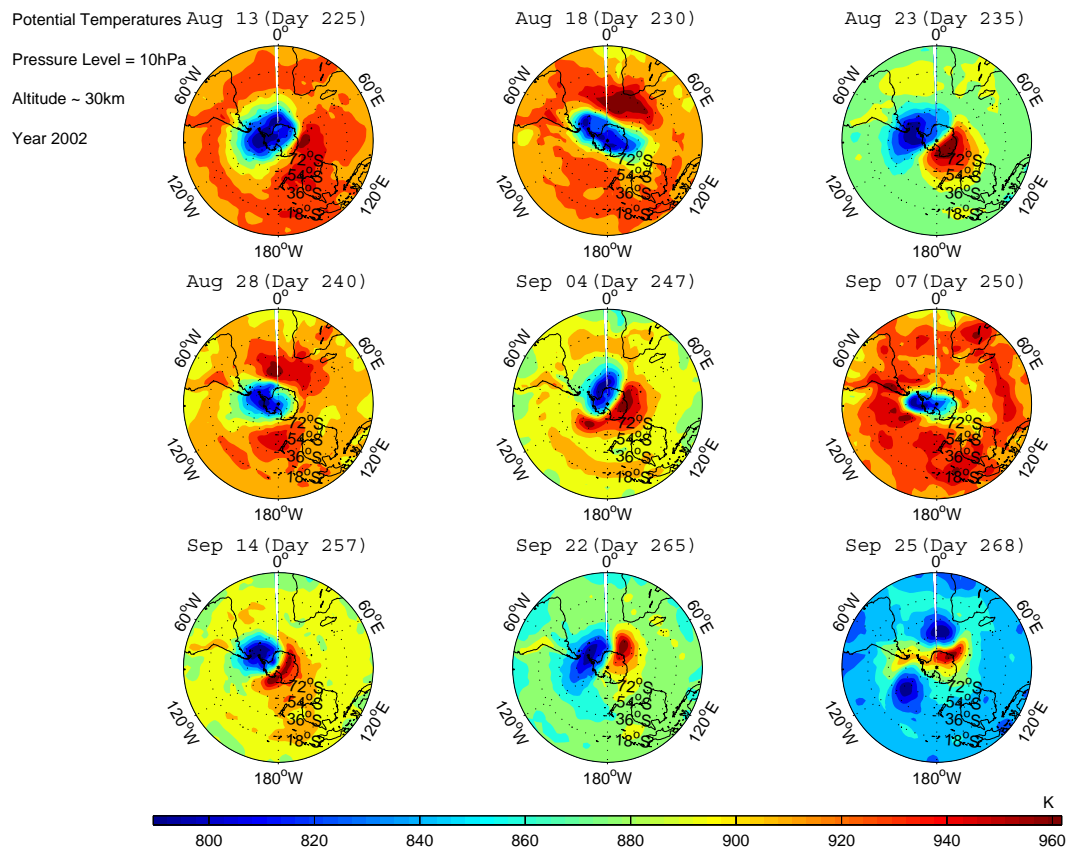 Potential Temperatures
Pressure Level = 10hPa
Altitude ~ 30km
Year 2002
Aug 13(Day 225)
0°
60°W
60°E
72°S
54°S
36°S
18°S
120°W
120°E
180°W
Aug 18(Day 230)
0°
60°W
60°E
72°S
54°S
36°S
18°S
120°W
120°E
180°W
Aug 23(Day 235)
0°
60°W
60°E
72°S
54°S
36°S
18°S
120°W
120°E
180°W
Aug 28(Day 240)
0°
60°W
60°E
72°S
54°S
36°S
18°S
120°W
120°E
180°W
Sep 04(Day 247)
0°
60°W
60°E
72°S
54°S
36°S
18°S
120°W
120°E
180°W
Sep 07(Day 250)
0°
60°W
60°E
72°S
54°S
36°S
18°S
120°W
120°E
180°W
Sep 14(Day 257)
0°
60°W
60°E
72°S
54°S
36°S
18°S
120°W
120°E
180°W
Sep 22(Day 265)
0°
60°W
60°E
72°S
54°S
36°S
18°S
120°W
120°E
180°W
Sep 25(Day 268)
0°
60°W
60°E
72°S
54°S
36°S
18°S
120°W
120°E
180°W
K
800 820 840 860 880 900 920 940 960